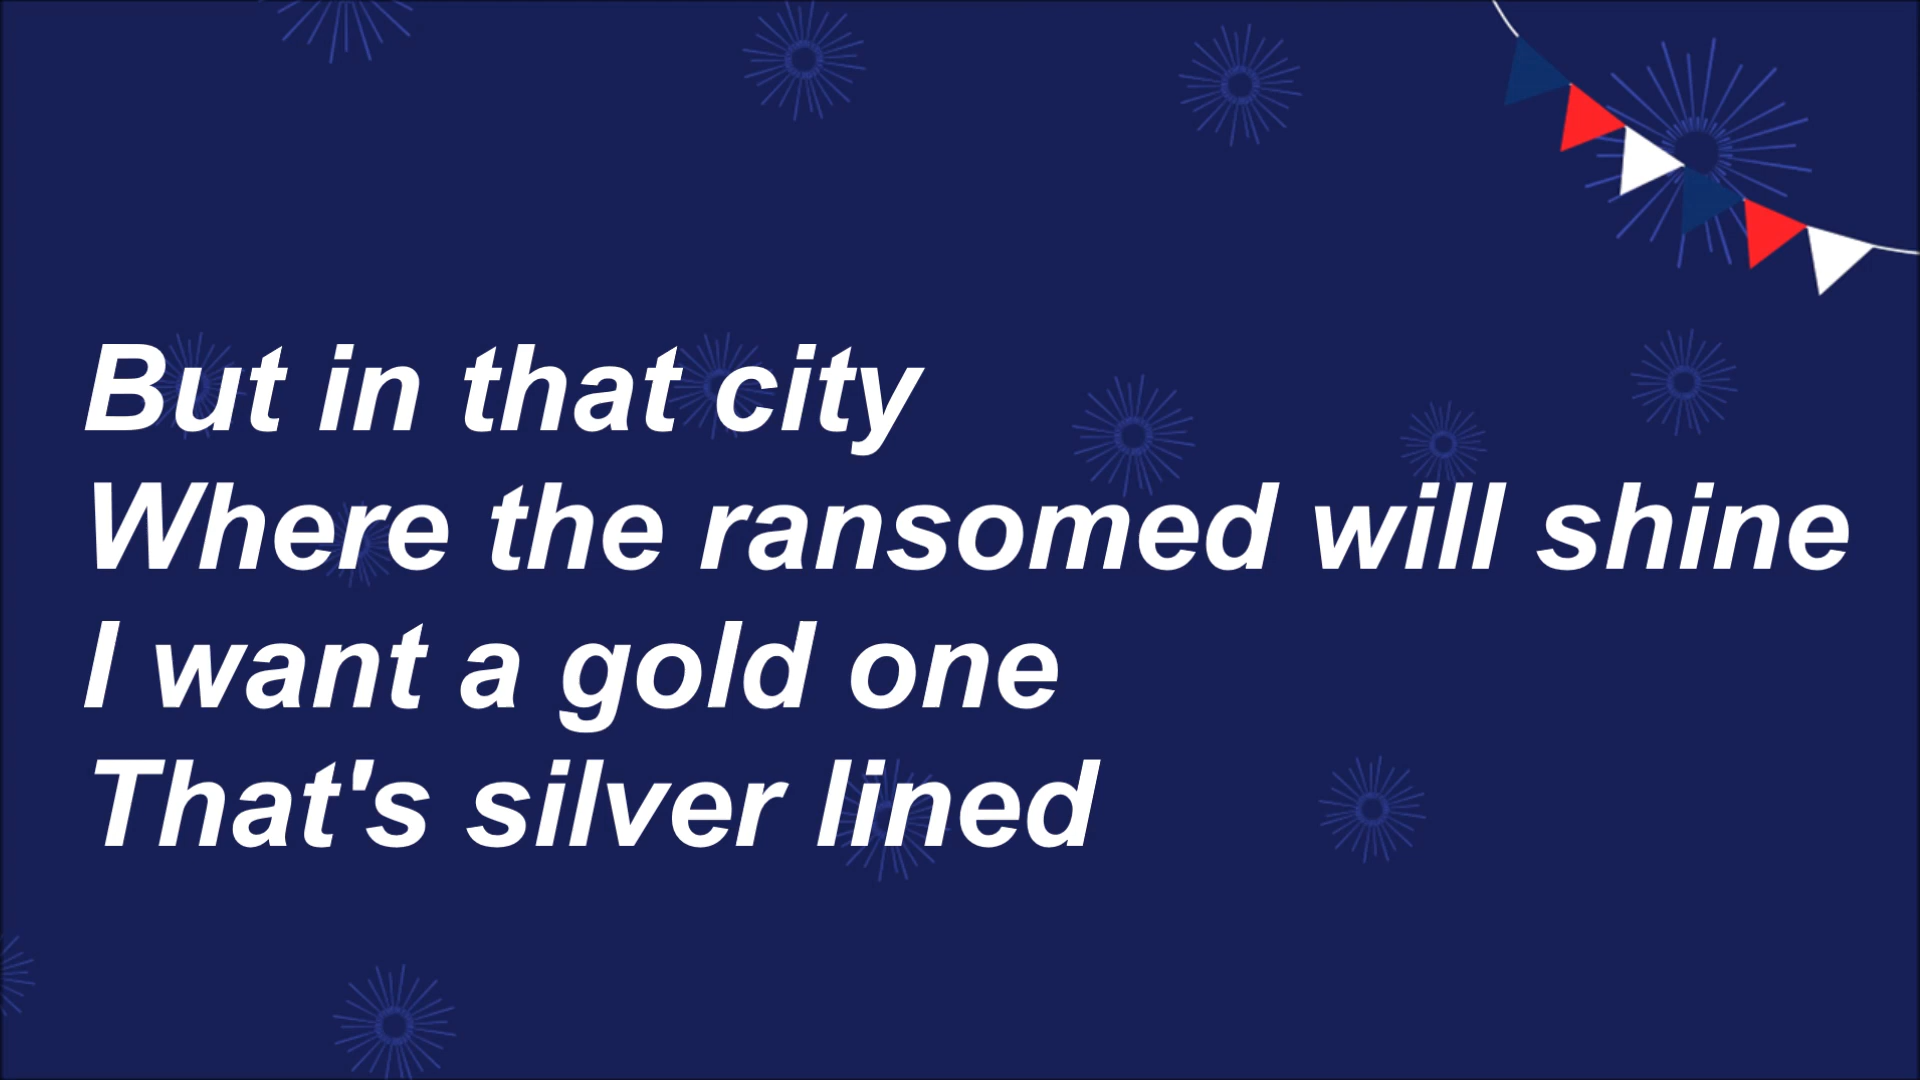 But in that city
Where the ransomed will shine
I want a gold one
That's silver lined